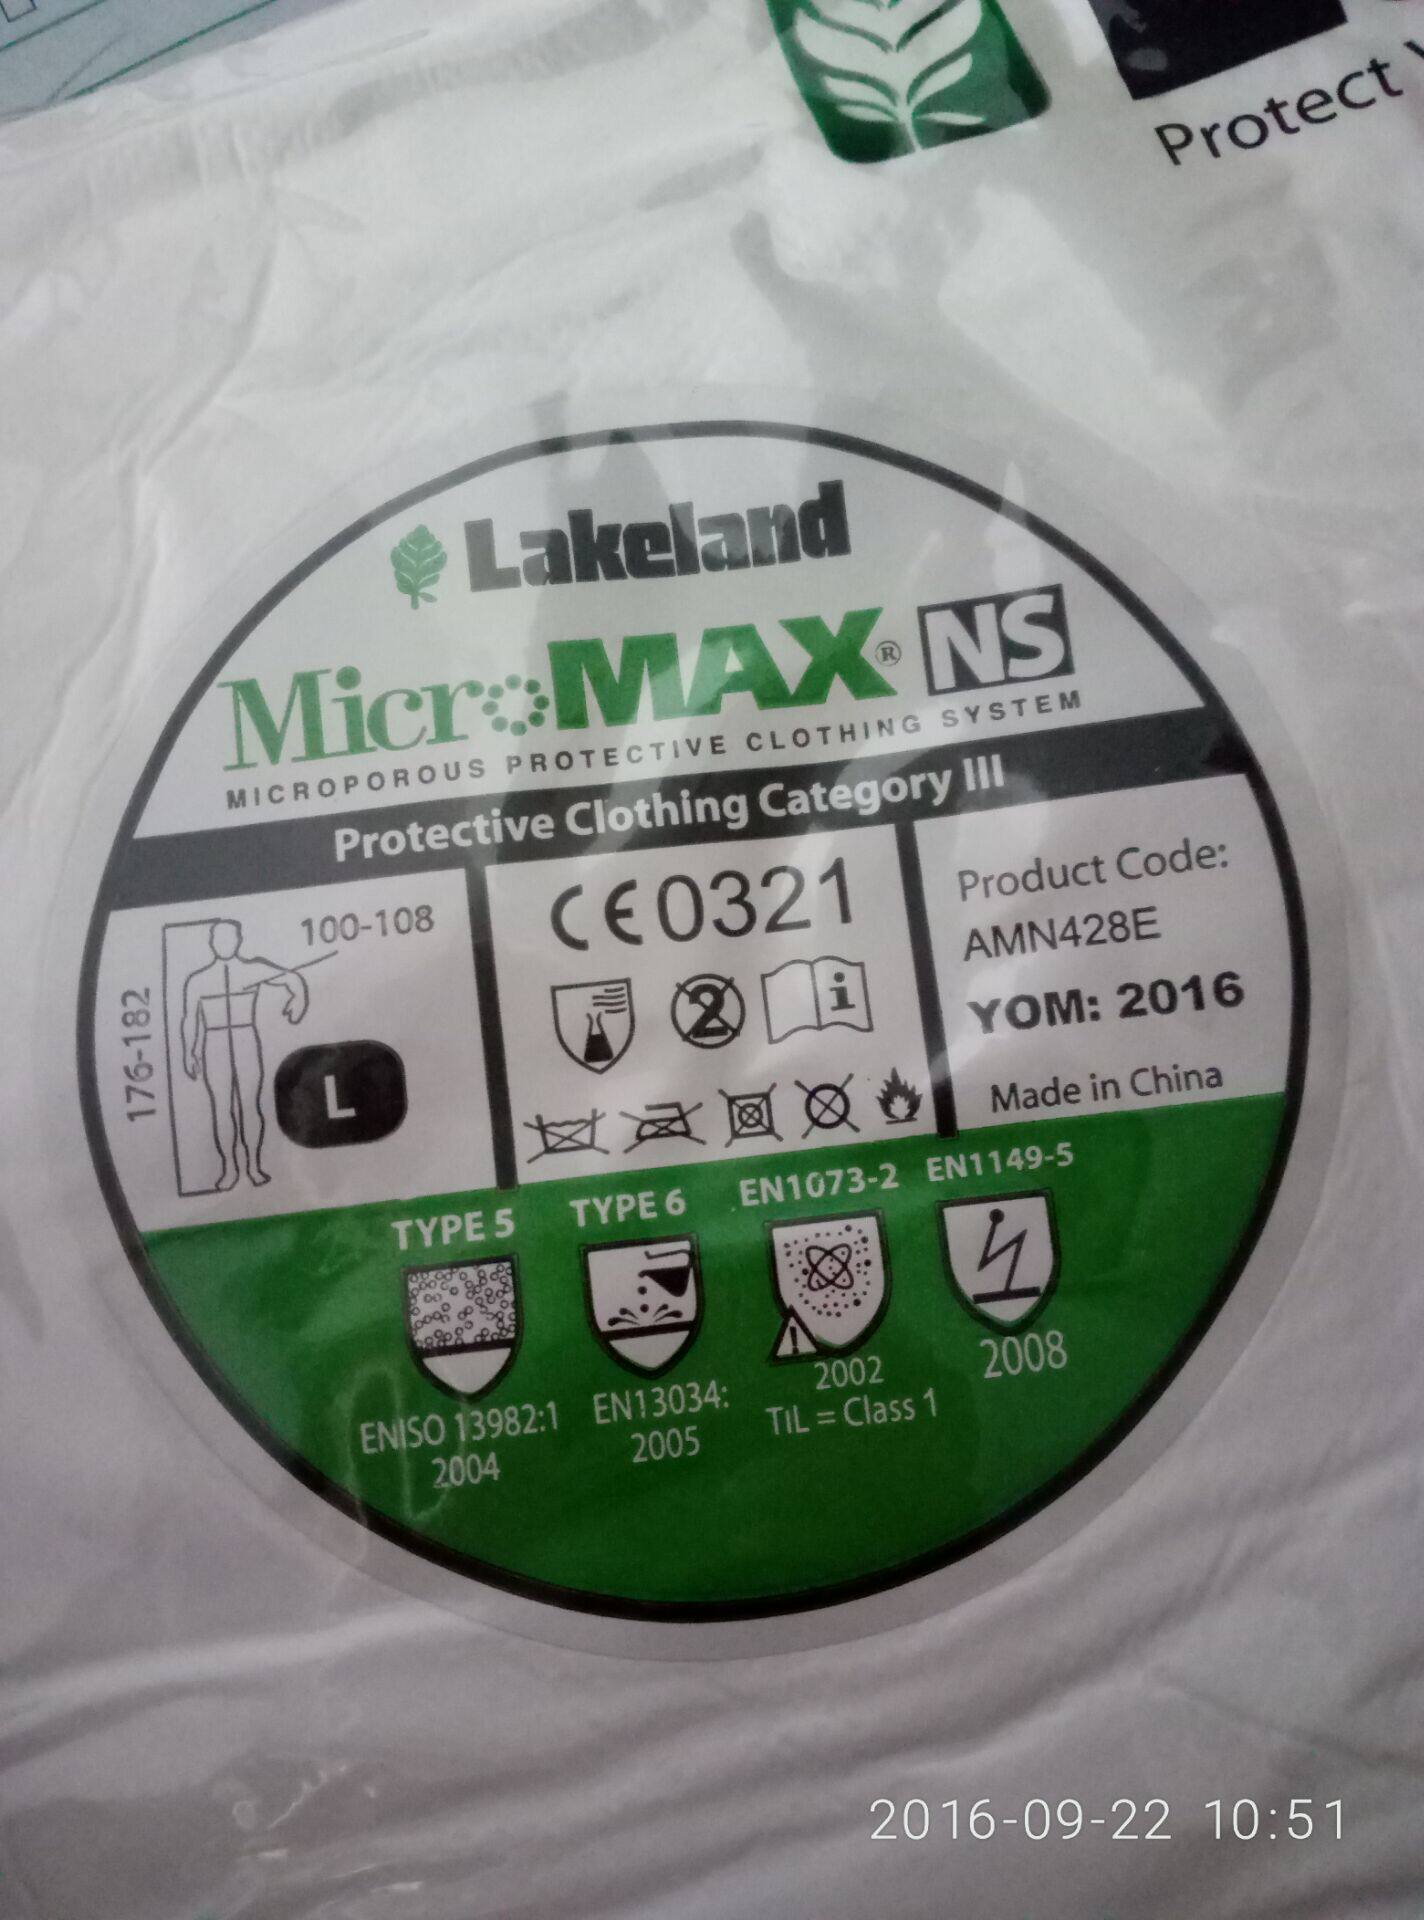 Protect
Lakeland
MicroMAX® NS
MICROPOROUS PROTECTIVE CLOTHING SYSTEM
Protective Clothing Category III
100-108
176-182
L
CE0321
2
i
Product Code:
AMN428E
YOM: 2016
Made in China
TYPE 5
ENISO 13982:1
2004
TYPE 6
EN13034:
2005
EN1073-2
2002
TiL = Class 1
EN1149-5
2008
2016-09-22 10:51